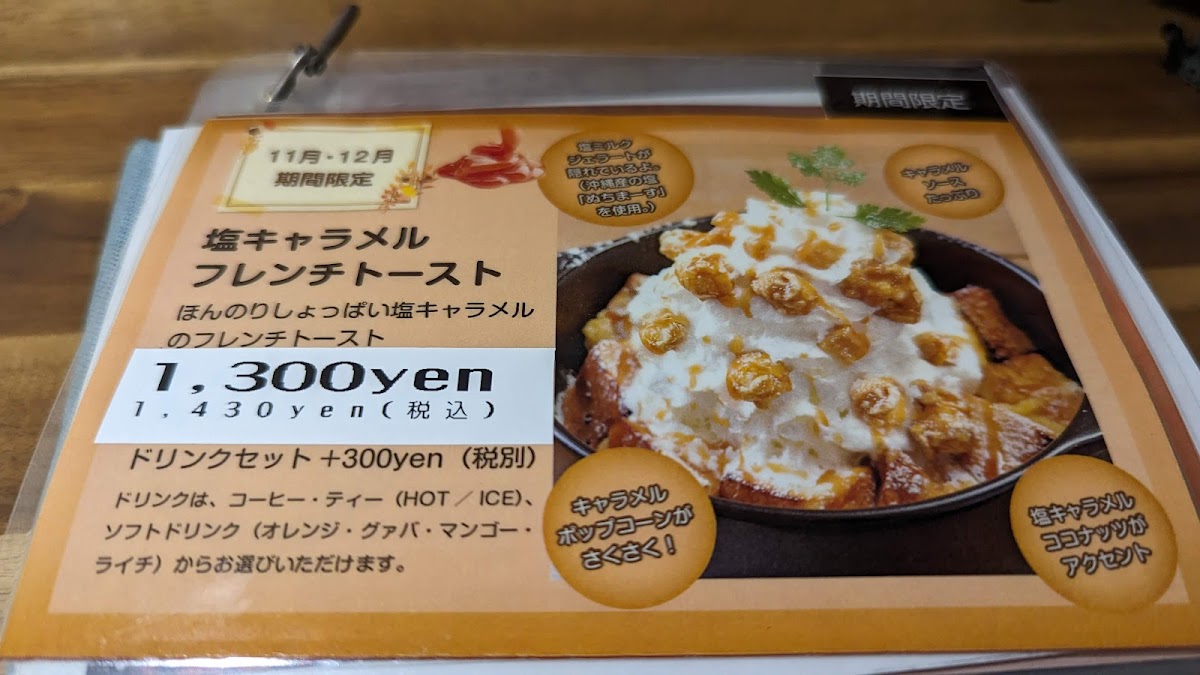 期間限定
11月・12月
期間限定
塩キャラメル
フレンチトースト
ほんのりしょっぱい塩キャラメル
のフレンチトースト
1,300yen
1,430yen(税込)
ドリンクセット+300yen（税別）
ドリンクは、コーヒー・ティー（HOT／ICE）、
ソフトドリンク（オレンジ・グァバ・マンゴー・
ライチ）からお選びいただけます。
塩ミルク
ジェラートが
隠れているよ。
（沖縄産の塩
「ぬちまーす」
を使用。）
キャラメル
ソース
たっぷり
キャラメル
ポップコーンが
さくさく！
塩キャラメル
ココナッツが
アクセント